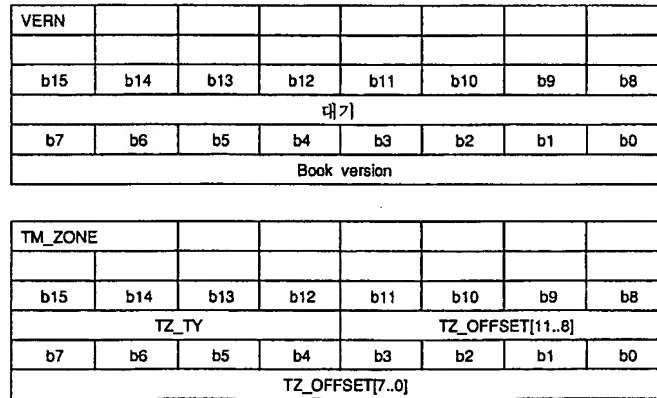 VERN
b15 b14 b13 b12 b11 b10 b9 b8
대기
b7 b6 b5 b4 b3 b2 b1 b0
Book version
TM_ZONE
b15 b14 b13 b12 b11 b10 b9 b8
TZ_TY TZ_OFFSET[11..8]
b7 b6 b5 b4 b3 b2 b1 b0
TZ_OFFSET[7..0]